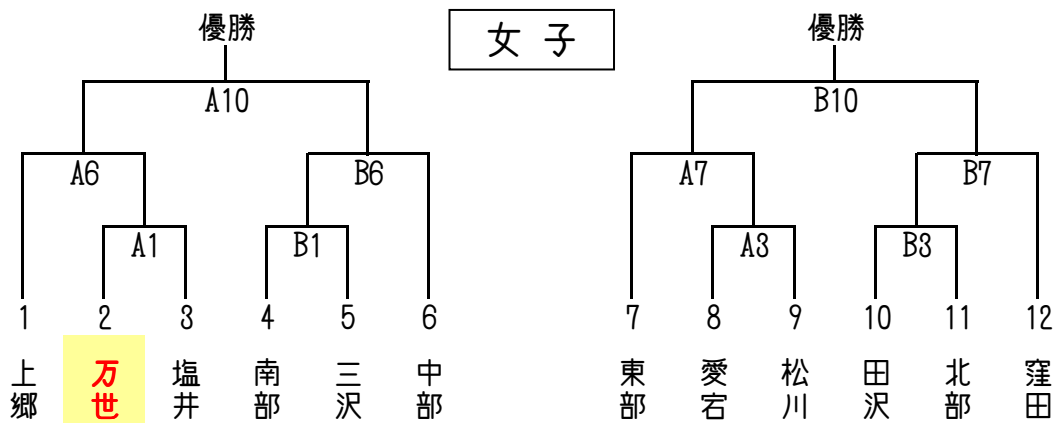 優勝 女子 優勝
A10 B10
A6 B6 A7 B7
A1 B1 A3 B3
1 2 3 4 5 6 7 8 9 10 11 12
上郷 万世 塩井 南部 三沢 中部 東部 愛宕 松川 田沢 北部 窪田